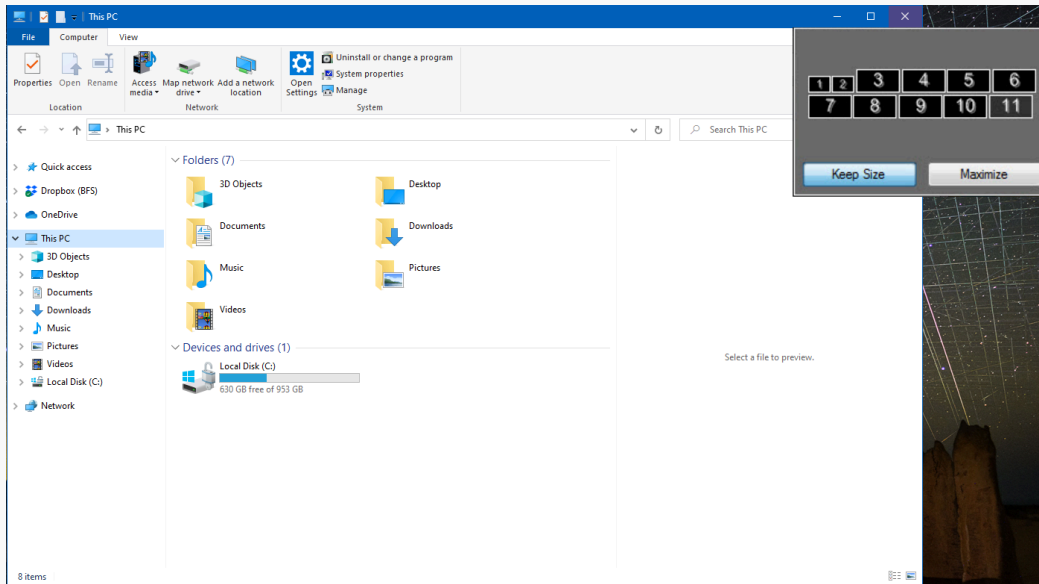 This PC
File Computer View
Properties Open Rename
Access media Map network drive Add a network location
Open Settings
Uninstall or change a program
System properties
Manage
Location Network System
This PC
Search This PC
Quick access
Dropbox (BFS)
OneDrive
This PC
3D Objects
Desktop
Documents
Downloads
Music
Pictures
Videos
Local Disk (C:)
Network
Folders (7)
3D Objects
Desktop
Documents
Downloads
Music
Pictures
Videos
Devices and drives (1)
Local Disk (C:)
630 GB free of 953 GB
Select a file to preview.
8 items
1 2 3 4 5 6
7 8 9 10 11
Keep Size Maximize